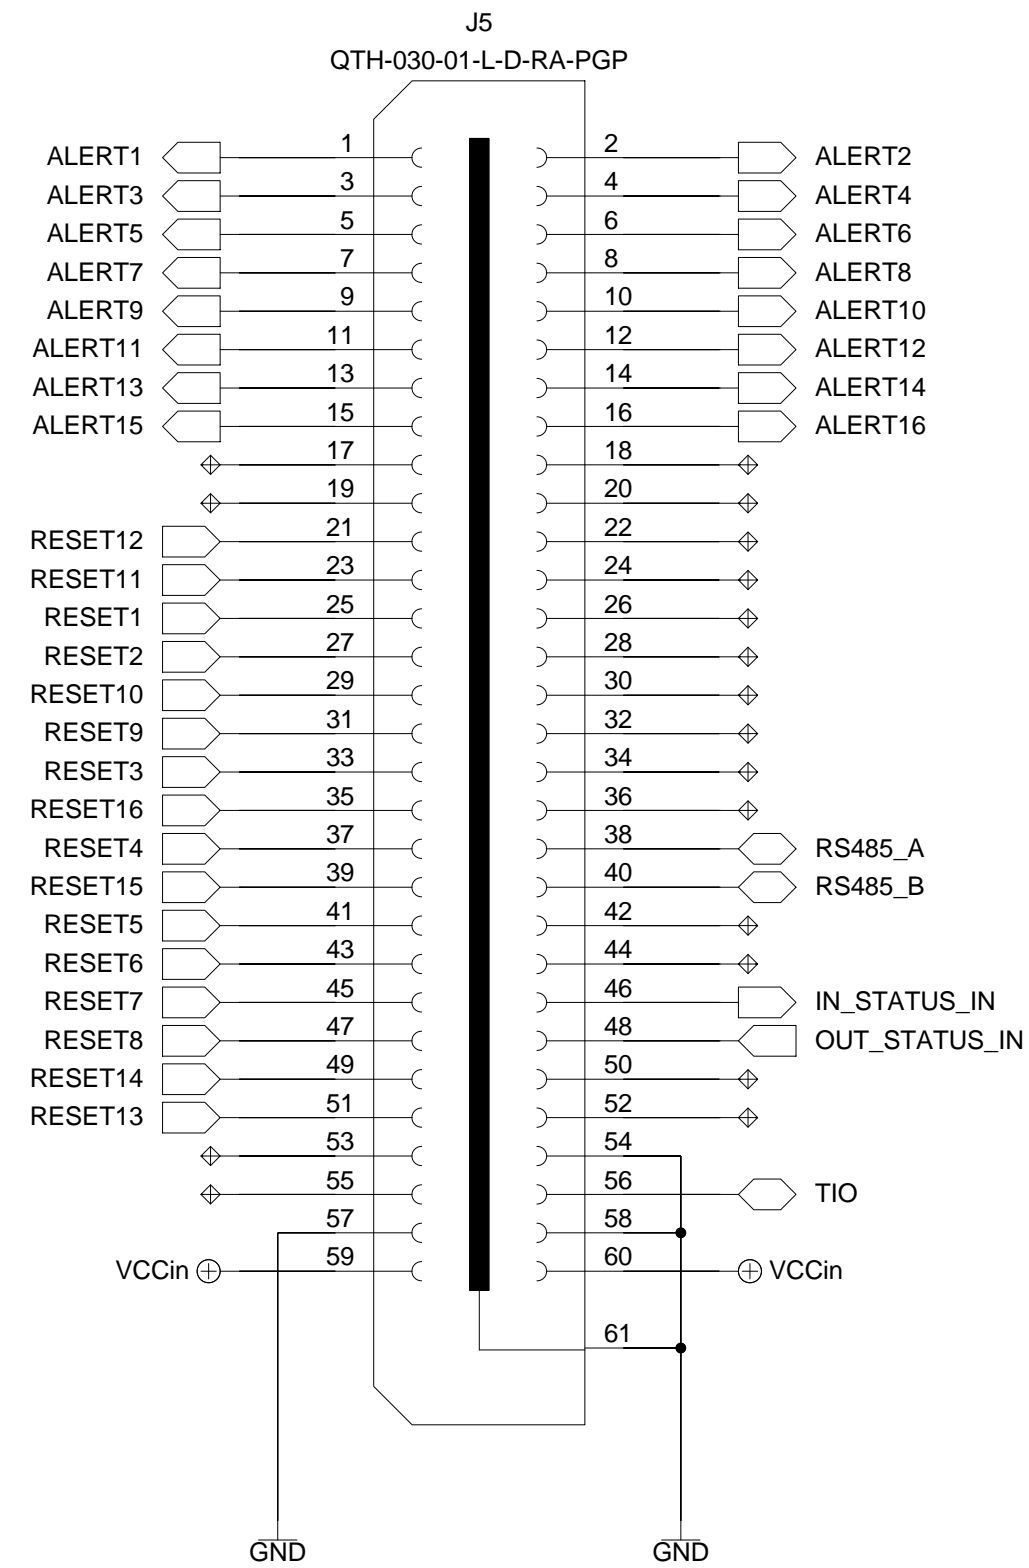 J5
QTH-030-01-L-D-RA-PGP
ALERT1 1 2 ALERT2
ALERT3 3 4 ALERT4
ALERT5 5 6 ALERT6
ALERT7 7 8 ALERT8
ALERT9 9 10 ALERT10
ALERT11 11 12 ALERT12
ALERT13 13 14 ALERT14
ALERT15 15 16 ALERT16
17 18
19 20
RESET12 21 22
RESET11 23 24
RESET1 25 26
RESET2 27 28
RESET10 29 30
RESET9 31 32
RESET3 33 34
RESET16 35 36
RESET4 37 38 RS485_A
RESET15 39 40 RS485_B
RESET5 41 42
RESET6 43 44
RESET7 45 46 IN_STATUS_IN
RESET8 47 48 OUT_STATUS_IN
RESET14 49 50
RESET13 51 52
53 54
55 56 TIO
57 58
VCCin 59 60 VCCin
61
GND GND